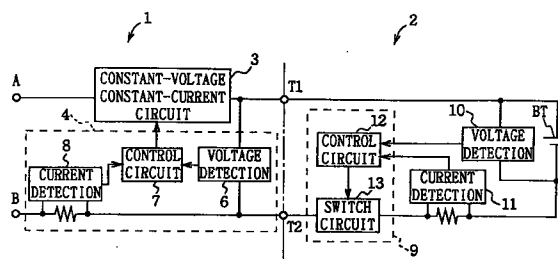 1
2
3
A
CONSTANT-VOLTAGE
CONSTANT-CURRENT
CIRCUIT
T1
4
8
CURRENT
DETECTION
CONTROL
CIRCUIT
7
VOLTAGE
DETECTION
6
B
T2
12
CONTROL
CIRCUIT
13
SWITCH
CIRCUIT
10
VOLTAGE
DETECTION
BT
CURRENT
DETECTION
11
9